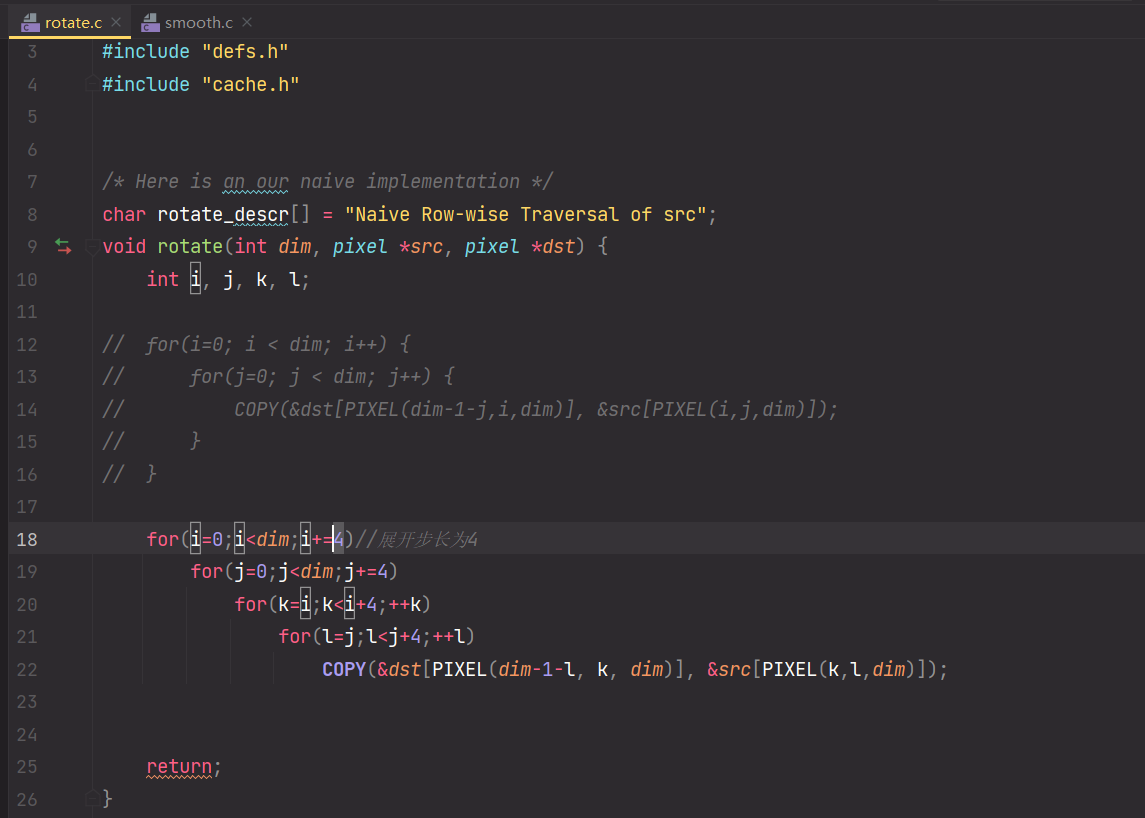 rotate.c smooth.c
3 #include "defs.h"
4 #include "cache.h"
5
6
7 /* Here is an our naive implementation */
8 char rotate_descr[] = "Naive Row-wise Traversal of src";
9 void rotate(int dim, pixel *src, pixel *dst) {
10 int i, j, k, l;
11
12 // for(i=0; i < dim; i++) {
13 // for(j=0; j < dim; j++) {
14 // COPY(&dst[PIXEL(dim-1-j,i,dim)], &src[PIXEL(i,j,dim)]);
15 // }
16 // }
17
18 for(i=0;i<dim;i+=4)//展开步长为4
19 for(j=0;j<dim;j+=4)
20 for(k=i;k<i+4;++k)
21 for(l=j;l<j+4;++l)
22 COPY(&dst[PIXEL(dim-1-l, k, dim)], &src[PIXEL(k,l,dim)]);
23
24
25 return;
26 }